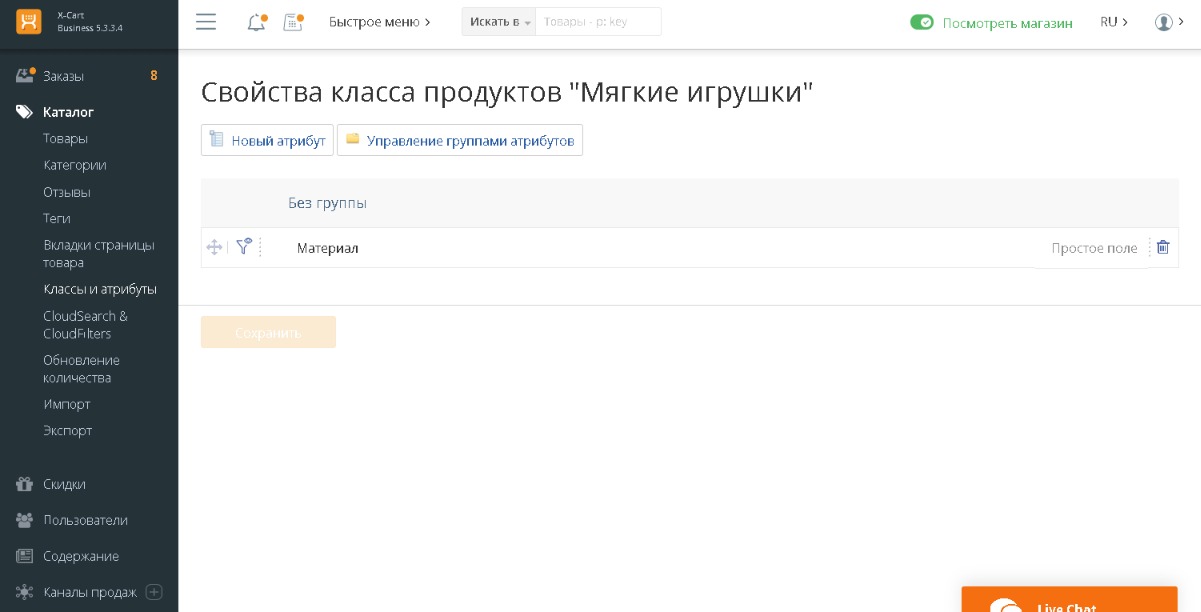 X-Cart
Business 5.3.3.4
Быстрое меню
Искать в
Товары - p: key
Посмотреть магазин
RU
Заказы
8
Каталог
Товары
Категории
Отзывы
Теги
Вкладки страницы
товара
Классы и атрибуты
CloudSearch &
CloudFilters
Обновление
количества
Импорт
Экспорт
Скидки
Пользователи
Содержание
Каналы продаж
Свойства класса продуктов "Мягкие игрушки"
Новый атрибут
Управление группами атрибутов
Без группы
Материал
Простое поле
Сохранить
Live Chat